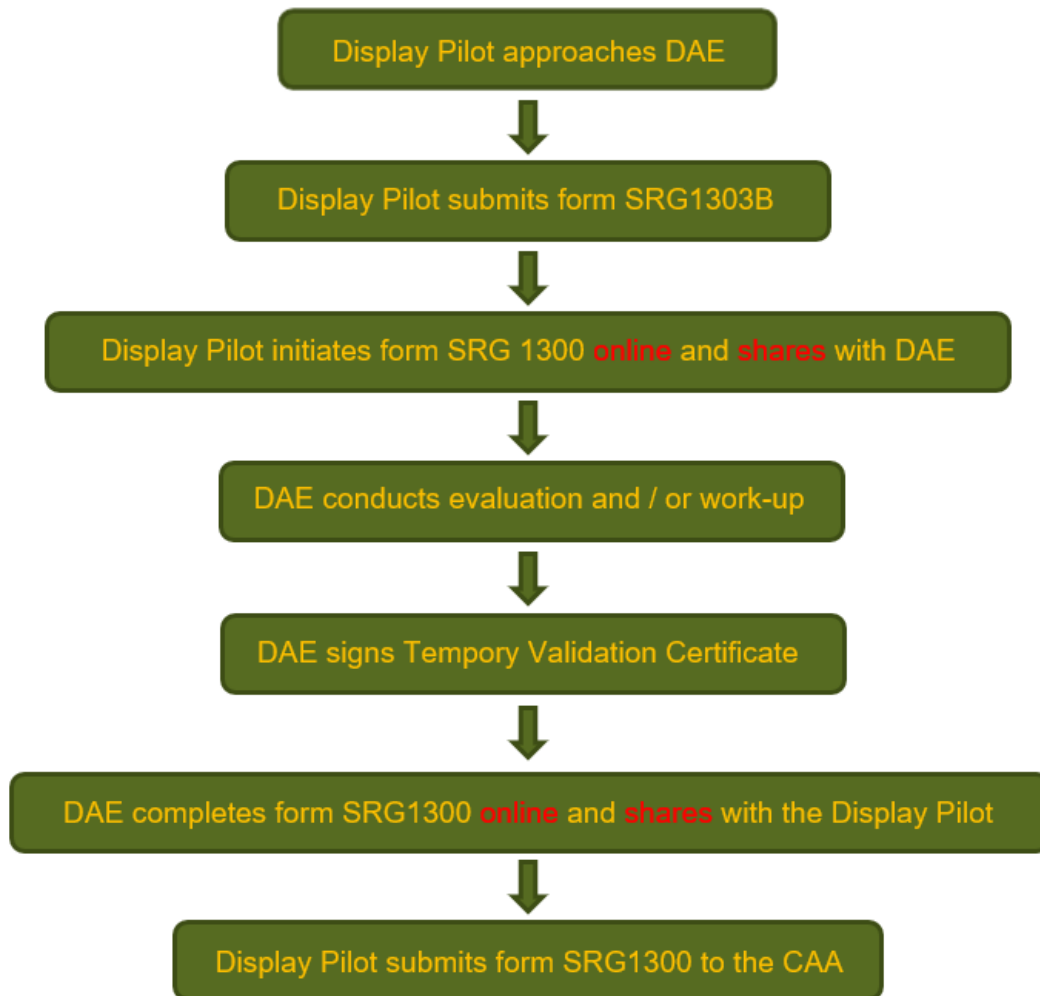 Display Pilot approaches DAE
Display Pilot submits form SRG1303B
Display Pilot initiates form SRG 1300 online and shares with DAE
DAE conducts evaluation and / or work-up
DAE signs Tempory Validation Certificate
DAE completes form SRG1300 online and shares with the Display Pilot
Display Pilot submits form SRG1300 to the CAA